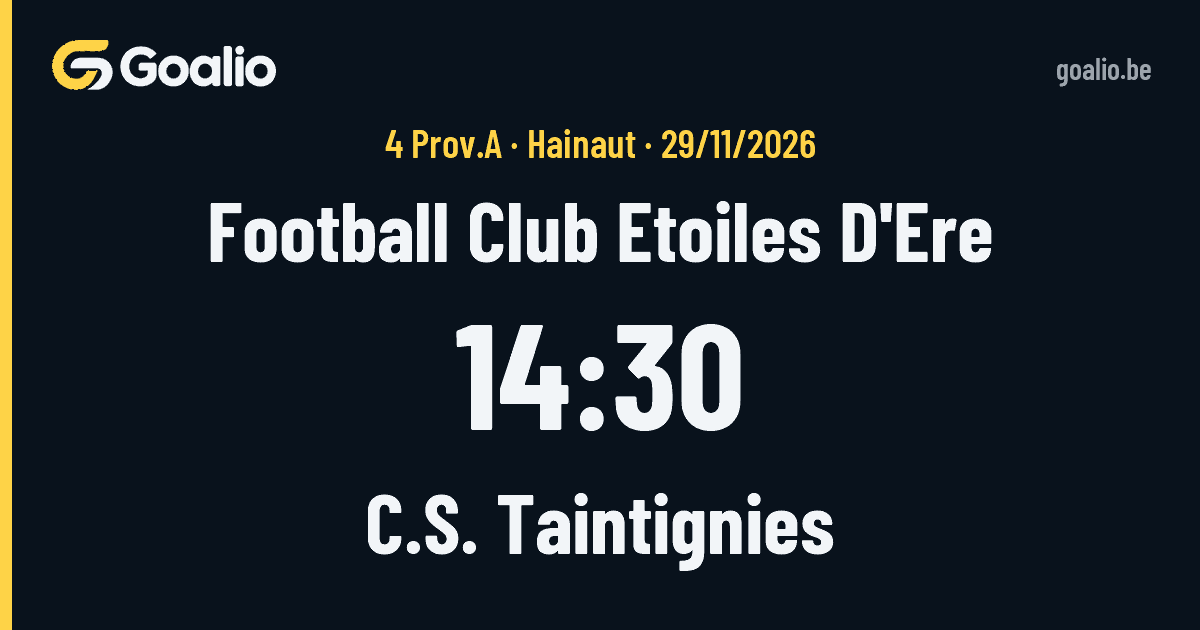 Goalio
goalio.be
4 Prov.A · Hainaut · 29/11/2026
Football Club Etoiles D'Ere
14:30
C.S. Taintignies